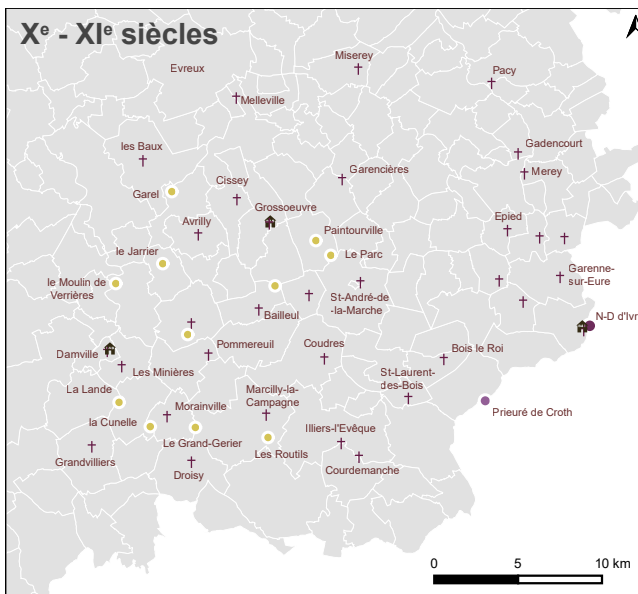 Xe - XIe siècles
Miserey
Evreux
Pacy
Melleville
les Baux
Gadencourt
Merey
Garencières
Cissey
Garel
Grossoeuvre
Epied
Avrilly
Paintourville
le Jarrier
Le Parc
Garenne-
sur-Eure
le Moulin de
Verrières
St-André-de
-la-Marche
Bailleul
N-D d'Ivr
Pommereuil
Damville
Coudres
Bois le Roi
Les Minières
St-Laurent-
des-Bois
La Lande
Marcilly-la-
Campagne
Morainville
Prieuré de Croth
la Cunelle
Illiers-l'Evêque
Le Grand-Gerier
Les Routils
Grandvilliers
Droisy
Courdemanche
0 5 10 km